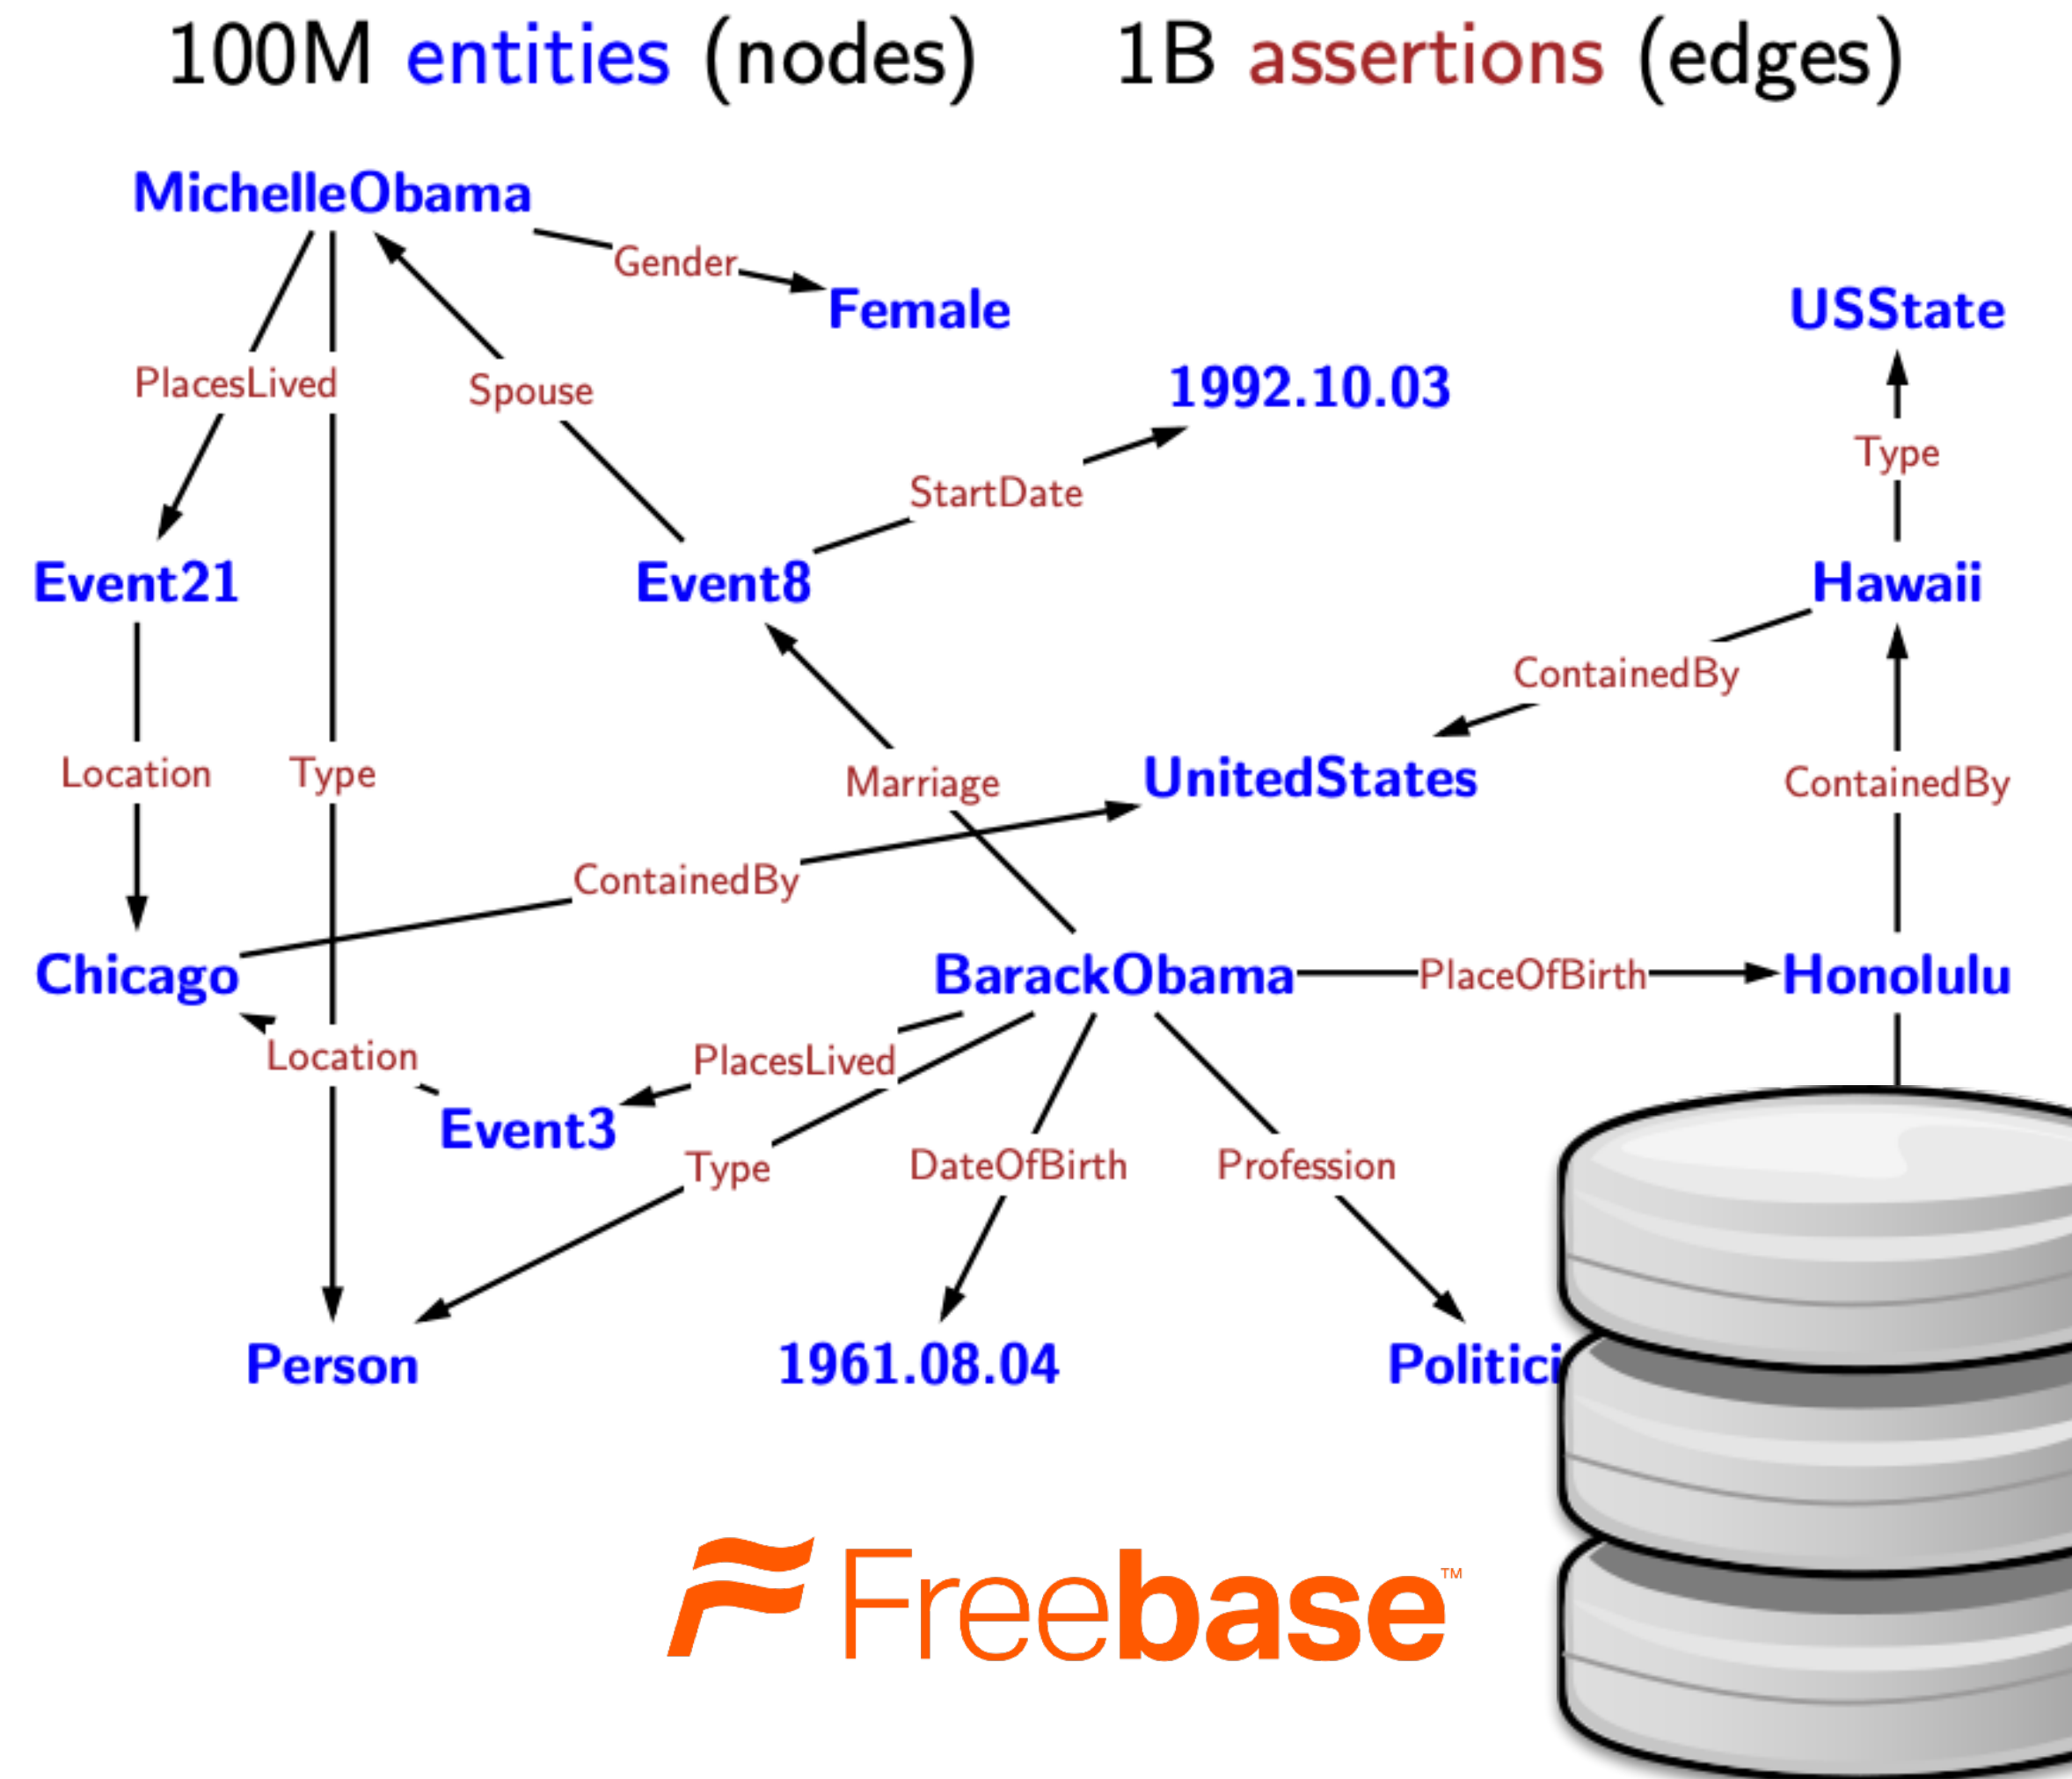 100M entities (nodes) 1B assertions (edges)
MichelleObama
Gender
Female
USState
PlacesLived
Spouse
1992.10.03
Type
StartDate
Event21
Event8
Hawaii
ContainedBy
Location
Type
Marriage
UnitedStates
ContainedBy
ContainedBy
Chicago
BarackObama
PlaceOfBirth
Honolulu
Location
PlacesLived
Event3
Type
DateOfBirth
Profession
Person
1961.08.04
Politici
Freebase™